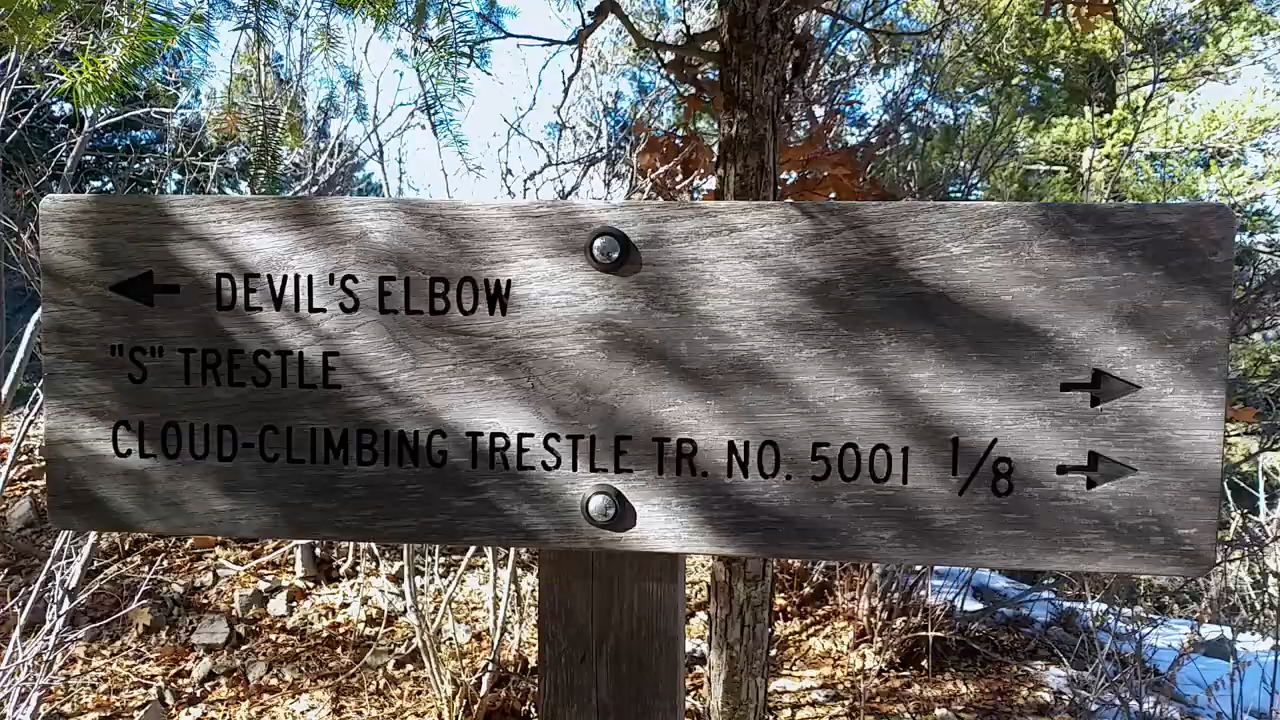 DEVIL'S ELBOW
"S" TRESTLE
CLOUD-CLIMBING TRESTLE TR. NO. 5001 1/8